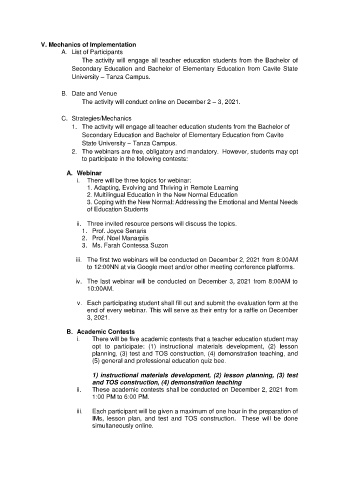 V. Mechanics of Implementation
A. List of Participants
The activity will engage all teacher education students from the Bachelor of
Secondary Education and Bachelor of Elementary Education from Cavite State
University – Tanza Campus.
B. Date and Venue
The activity will conduct online on December 2 – 3, 2021.
C. Strategies/Mechanics
1. The activity will engage all teacher education students from the Bachelor of
Secondary Education and Bachelor of Elementary Education from Cavite
State University – Tanza Campus.
2. The webinars are free, obligatory and mandatory. However, students may opt
to participate in the following contests:
A. Webinar
i. There will be three topics for webinar:
1. Adapting, Evolving and Thriving in Remote Learning
2. Multilingual Education in the New Normal Education
3. Coping with the New Normal: Addressing the Emotional and Mental Needs
of Education Students
ii. Three invited resource persons will discuss the topics.
1. Prof. Joyce Senaris
2. Prof. Noel Manarpiis
3. Ms. Farah Contessa Suzon
iii. The first two webinars will be conducted on December 2, 2021 from 8:00AM
to 12:00NN at via Google meet and/or other meeting conference platforms.
iv. The last webinar will be conducted on December 3, 2021 from 8:00AM to
10:00AM.
v. Each participating student shall fill out and submit the evaluation form at the
end of every webinar. This will serve as their entry for a raffle on December
3, 2021.
B. Academic Contests
i. There will be five academic contests that a teacher education student may
opt to participate: (1) instructional materials development, (2) lesson
planning, (3) test and TOS construction, (4) demonstration teaching, and
(5) general and professional education quiz bee.
1) instructional materials development, (2) lesson planning, (3) test
and TOS construction, (4) demonstration teaching
ii. These academic contests shall be conducted on December 2, 2021 from
1:00 PM to 6:00 PM.
iii. Each participant will be given a maximum of one hour in the preparation of
IMs, lesson plan, and test and TOS construction. These will be done
simultaneously online.